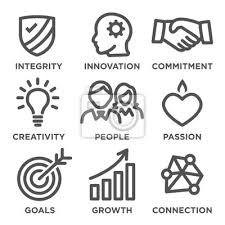 INTEGRITY
INNOVATION
COMMITMENT
CREATIVITY
PEOPLE
PASSION
GOALS
GROWTH
CONNECTION